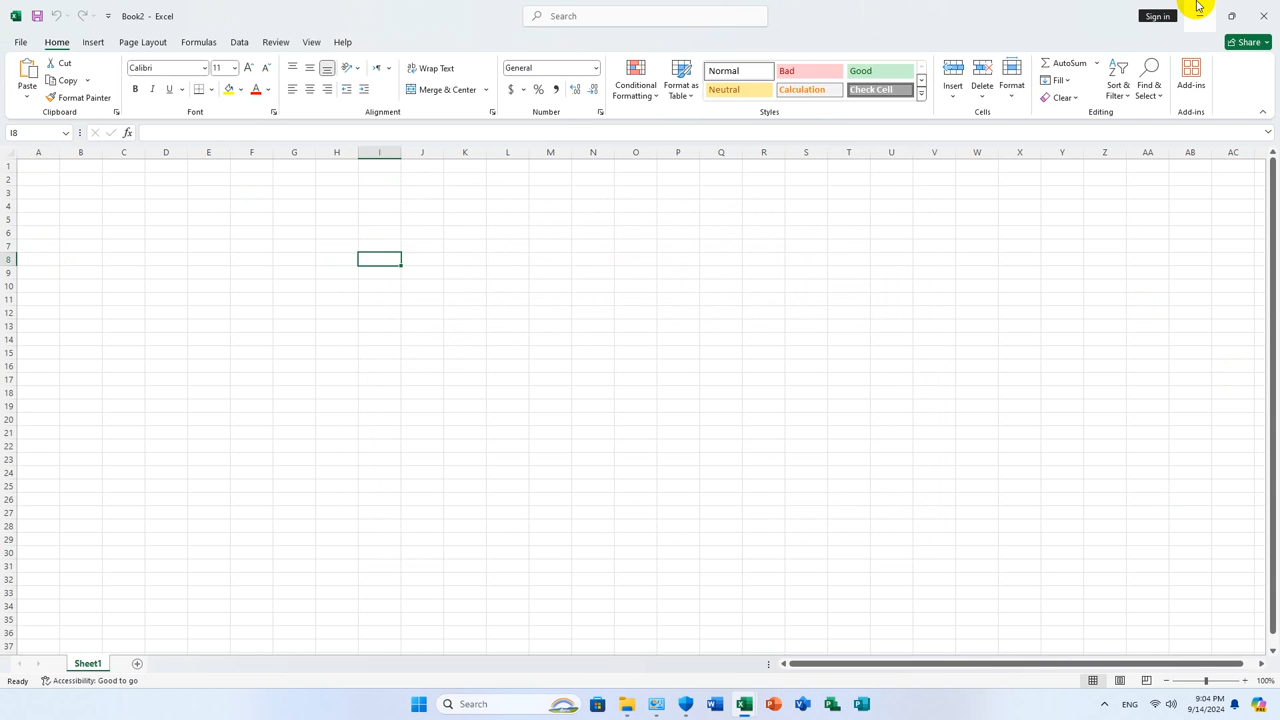 Book2 - Excel
Search
Sign in
File Home Insert Page Layout Formulas Data Review View Help
Share
Paste
Cut
Copy
Format Painter
Clipboard
Calibri 11
B I U
Font
Wrap Text
Merge & Center
Alignment
General
$ % ,
Number
Conditional Formatting
Format as Table
Normal Bad Good
Neutral Calculation Check Cell
Styles
Insert Delete Format
Cells
AutoSum
Fill
Clear
Sort & Filter
Find & Select
Editing
Add-ins
Add-ins
I8
fx
A B C D E F G H I J K L M N O P Q R S T U V W X Y Z AA AB AC
1
2
3
4
5
6
7
8
9
10
11
12
13
14
15
16
17
18
19
20
21
22
23
24
25
26
27
28
29
30
31
32
33
34
35
36
37
Sheet1
Ready Accessibility: Good to go
100%
Search
ENG
9:04 PM
9/14/2024